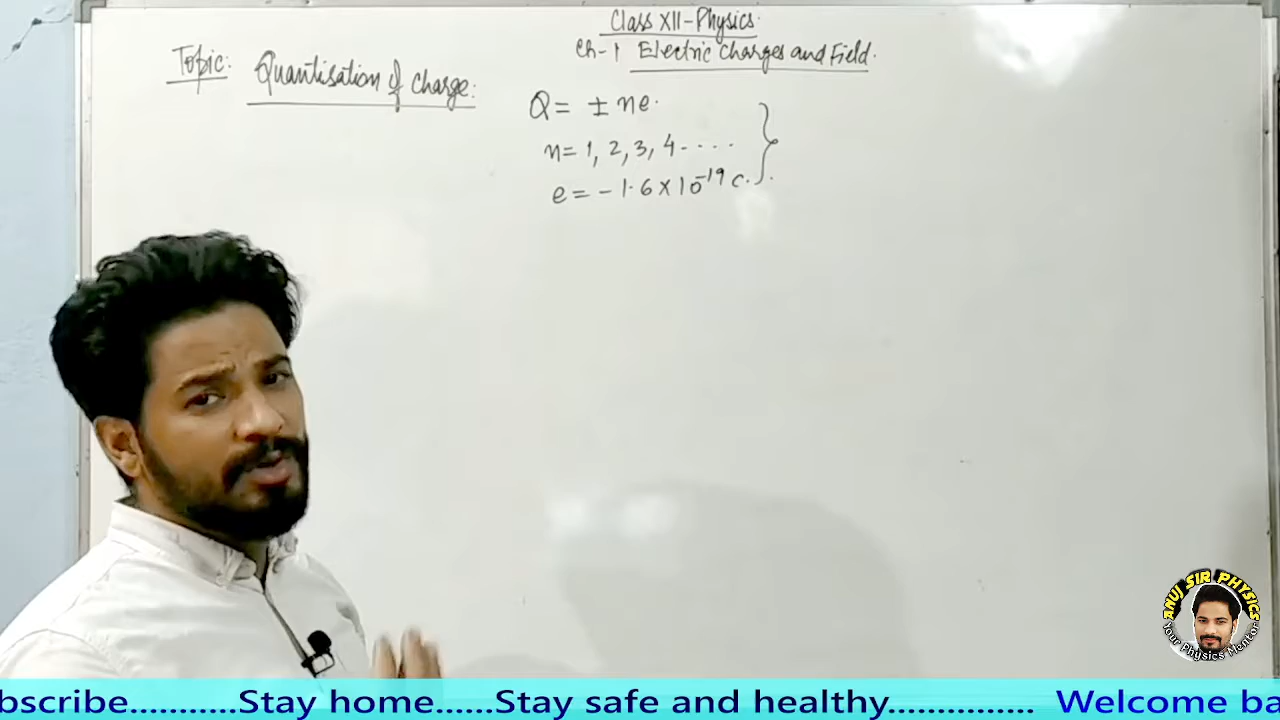 Class XII-Physics.
Ch-1 Electric Charges and Field.
Topic: Quantisation of charge:
Q = ± ne.
n= 1, 2, 3, 4 - . . . .
e = - 1.6 × 10⁻¹⁹ C.
ANUJ SIR PHYSICS
Your Physics Mentor
bscribe...........Stay home......Stay safe and healthy............... Welcome ba